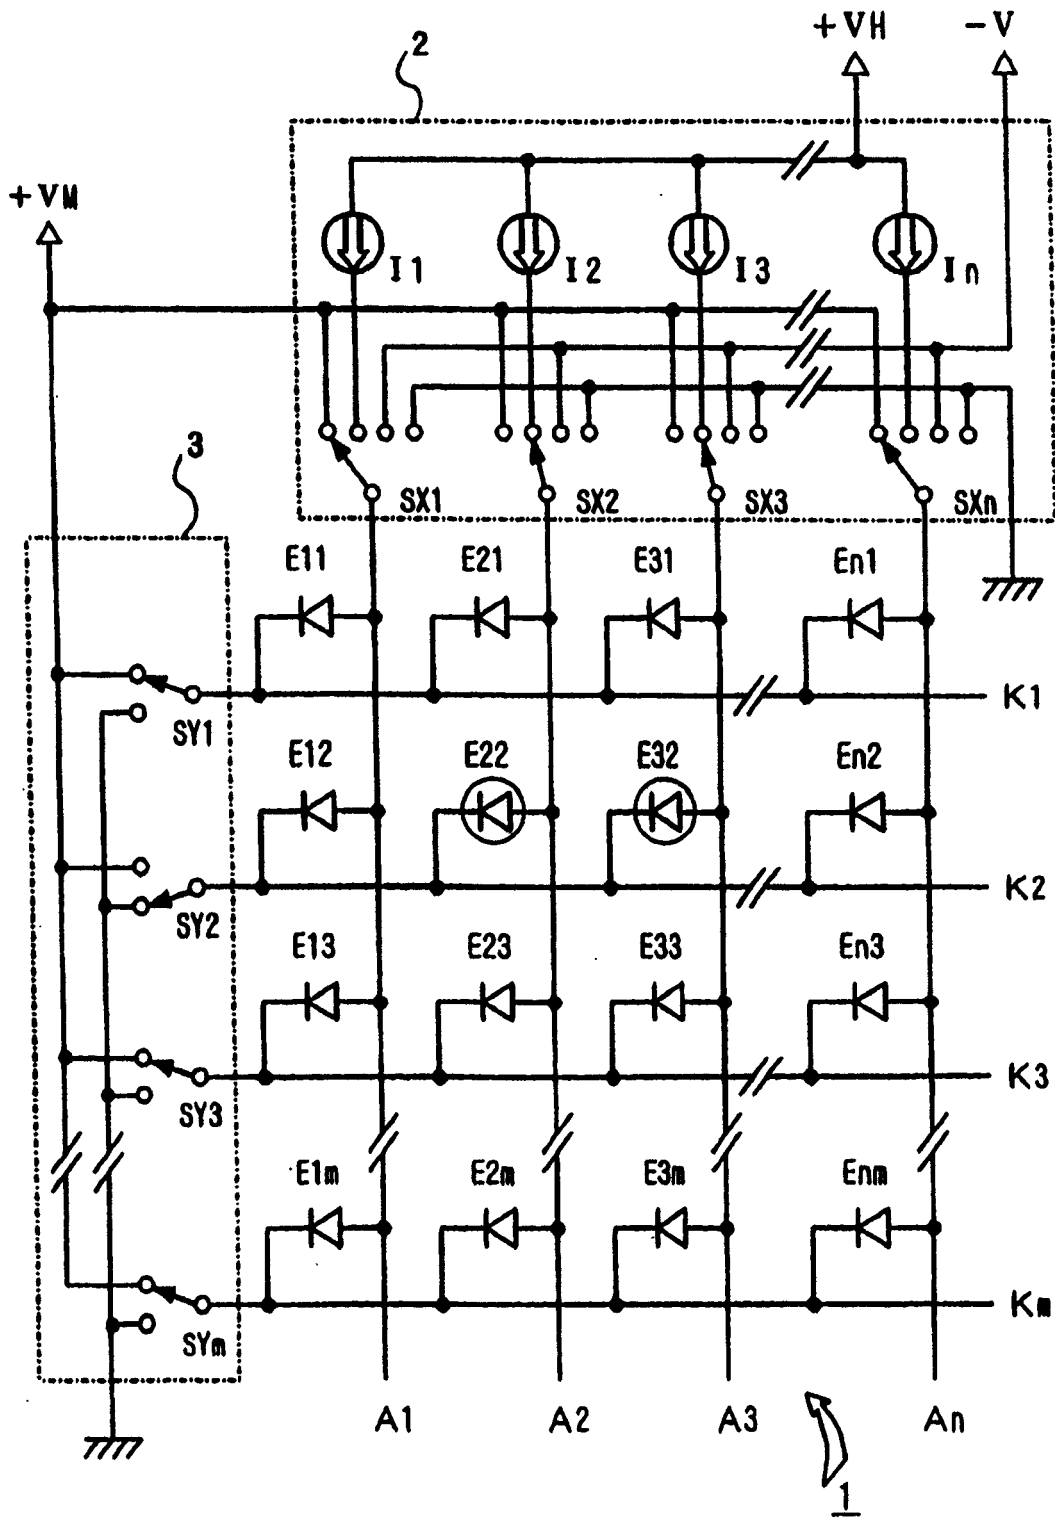 +VH -V
2
+VM
I1 I2 I3 In
3
SX1 SX2 SX3 SXn
E11 E21 E31 En1
K1
SY1
E12 E22 E32 En2
K2
SY2
E13 E23 E33 En3
K3
SY3
E1m E2m E3m Enm
Km
SYm
A1 A2 A3 An
1